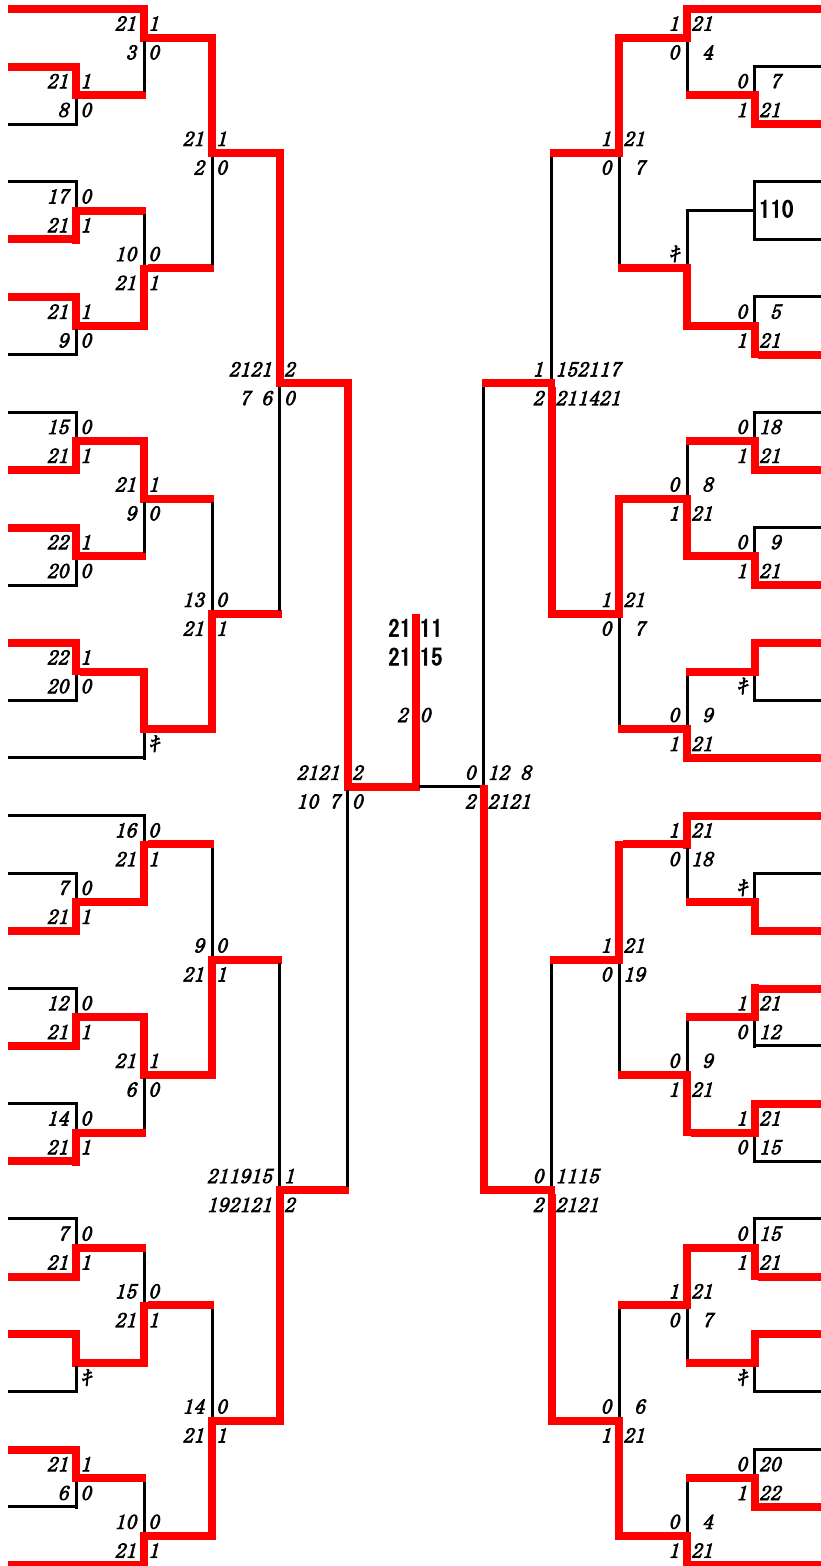 21 1 1 21
3 0 0 4
21 1 0 7
8 0 1 21
21 1 1 21
2 0 0 7
17 0
21 1 110
10 0 ｷ
21 1
21 1 0 5
9 0 1 21
2121 2 1 152117
7 6 0 2 211421
15 0 0 18
21 1 1 21
21 1 0 8
9 0 1 21
22 1 0 9
20 0 1 21
13 0 1 21
21 1 0 7
21 11
21 15
22 1
20 0 ｷ
2 0 0 9
ｷ 1 21
2121 2 0 12 8
10 7 0 2 2121
16 0 1 21
21 1 0 18
7 0 ｷ
21 1
9 0 1 21
21 1 0 19
12 0 1 21
21 1 0 12
21 1 0 9
6 0 1 21
14 0 1 21
21 1 0 15
211915 1 0 1115
192121 2 2 2121
7 0 0 15
21 1 1 21
15 0 1 21
21 1 0 7
ｷ ｷ
14 0 0 6
21 1 1 21
21 1 0 20
6 0 1 22
10 0 0 4
21 1 1 21